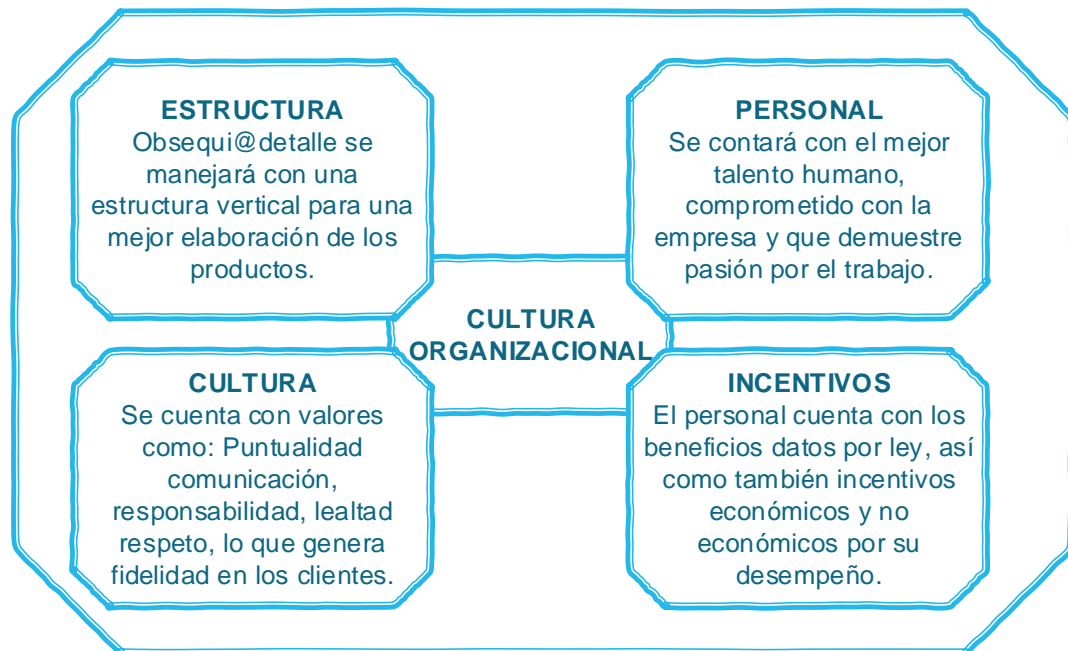 ESTRUCTURA
Obsequi@detalle se
manejará con una
estructura vertical para una
mejor elaboración de los
productos.
PERSONAL
Se contará con el mejor
talento humano,
comprometido con la
empresa y que demuestre
pasión por el trabajo.
CULTURA
ORGANIZACIONAL
CULTURA
Se cuenta con valores
como: Puntualidad
comunicación,
responsabilidad, lealtad
respeto, lo que genera
fidelidad en los clientes.
INCENTIVOS
El personal cuenta con los
beneficios datos por ley, así
como también incentivos
económicos y no
económicos por su
desempeño.